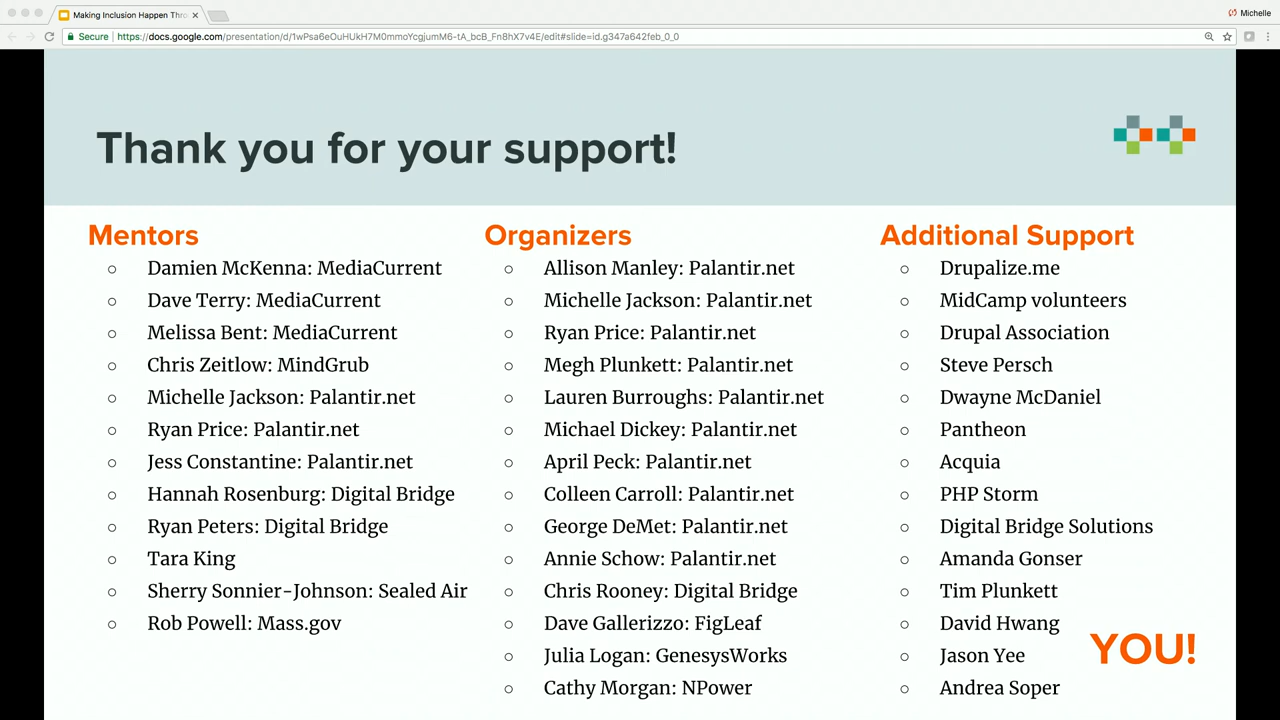 Making Inclusion Happen Thro
Michelle
Secure
https://docs.google.com/presentation/d/1wPsa6eOuHUkH7M0mmoYcgjumM6-tA_bcB_Fn8hX7v4E/edit#slide=id.g347a642feb_0_0
Thank you for your support!
Mentors
Damien McKenna: MediaCurrent
Dave Terry: MediaCurrent
Melissa Bent: MediaCurrent
Chris Zeitlow: MindGrub
Michelle Jackson: Palantir.net
Ryan Price: Palantir.net
Jess Constantine: Palantir.net
Hannah Rosenburg: Digital Bridge
Ryan Peters: Digital Bridge
Tara King
Sherry Sonnier-Johnson: Sealed Air
Rob Powell: Mass.gov
Organizers
Allison Manley: Palantir.net
Michelle Jackson: Palantir.net
Ryan Price: Palantir.net
Megh Plunkett: Palantir.net
Lauren Burroughs: Palantir.net
Michael Dickey: Palantir.net
April Peck: Palantir.net
Colleen Carroll: Palantir.net
George DeMet: Palantir.net
Annie Schow: Palantir.net
Chris Rooney: Digital Bridge
Dave Gallerizzo: FigLeaf
Julia Logan: GenesysWorks
Cathy Morgan: NPower
Additional Support
Drupalize.me
MidCamp volunteers
Drupal Association
Steve Persch
Dwayne McDaniel
Pantheon
Acquia
PHP Storm
Digital Bridge Solutions
Amanda Gonser
Tim Plunkett
David Hwang
Jason Yee
Andrea Soper
YOU!